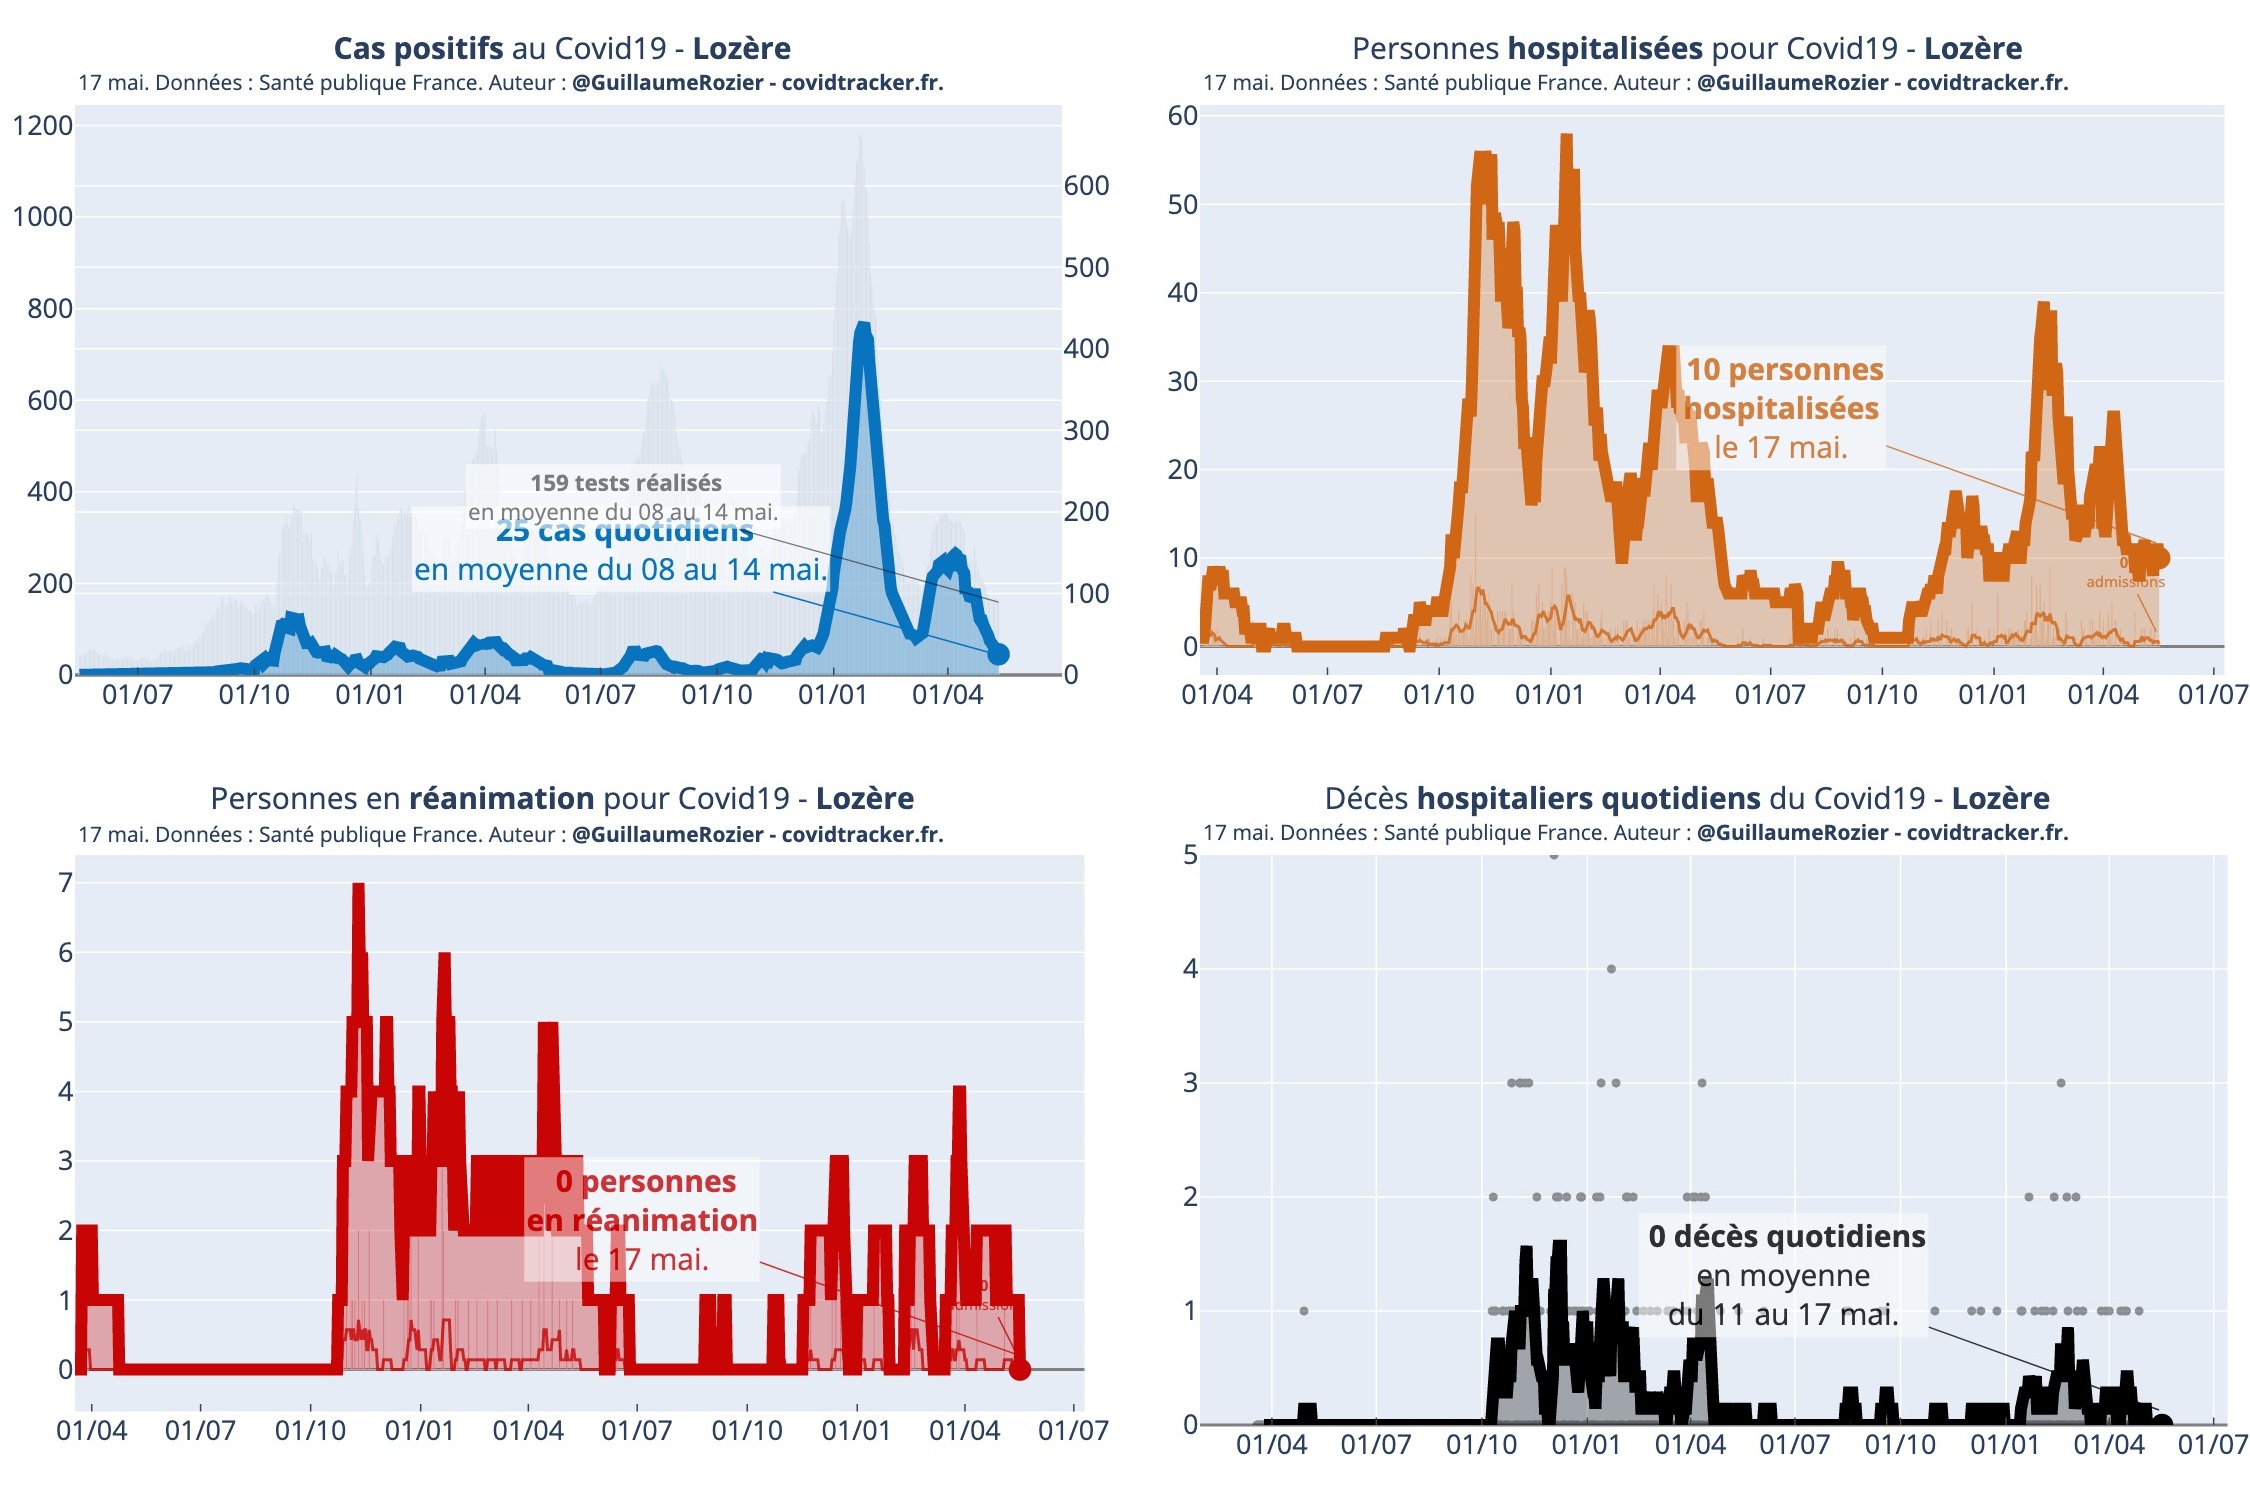 Cas positifs au Covid19 - Lozère
17 mai. Données : Santé publique France. Auteur : @GuillaumeRozier - covidtracker.fr.
1200
1000
800
600
400
200
0
600
500
400
300
200
100
0
159 tests réalisés
en moyenne du 08 au 14 mai.
25 cas quotidiens
en moyenne du 08 au 14 mai.
01/07 01/10 01/01 01/04 01/07 01/10 01/01 01/04
Personnes hospitalisées pour Covid19 - Lozère
17 mai. Données : Santé publique France. Auteur : @GuillaumeRozier - covidtracker.fr.
60
50
40
30
20
10
0
10 personnes
hospitalisées
le 17 mai.
0
admissions
01/04 01/07 01/10 01/01 01/04 01/07 01/10 01/01 01/04 01/07
Personnes en réanimation pour Covid19 - Lozère
17 mai. Données : Santé publique France. Auteur : @GuillaumeRozier - covidtracker.fr.
7
6
5
4
3
2
1
0
0 personnes
en réanimation
le 17 mai.
0
admissions
01/04 01/07 01/10 01/01 01/04 01/07 01/10 01/01 01/04 01/07
Décès hospitaliers quotidiens du Covid19 - Lozère
17 mai. Données : Santé publique France. Auteur : @GuillaumeRozier - covidtracker.fr.
5
4
3
2
1
0
0 décès quotidiens
en moyenne
du 11 au 17 mai.
01/04 01/07 01/10 01/01 01/04 01/07 01/10 01/01 01/04 01/07